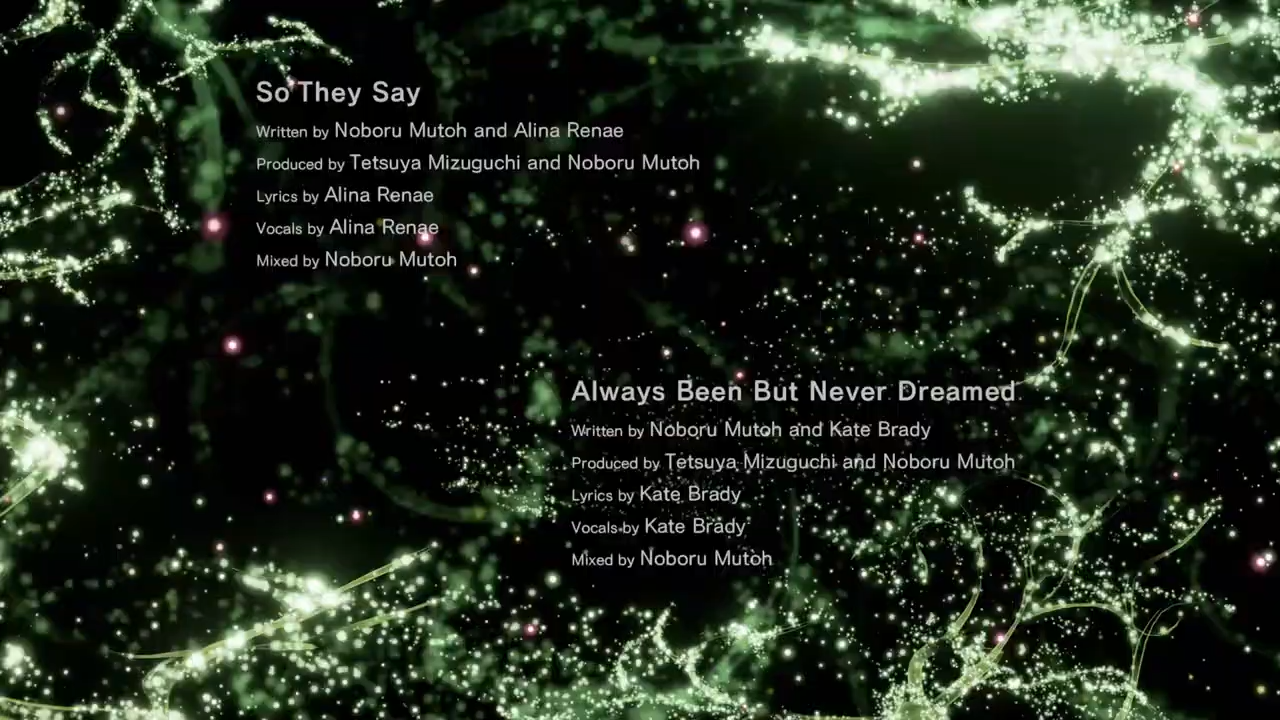 So They Say
Written by Noboru Mutoh and Alina Renae
Produced by Tetsuya Mizuguchi and Noboru Mutoh
Lyrics by Alina Renae
Vocals by Alina Renae
Mixed by Noboru Mutoh
Always Been But Never Dreamed
Written by Noboru Mutoh and Kate Brady
Produced by Tetsuya Mizuguchi and Noboru Mutoh
Lyrics by Kate Brady
Vocals by Kate Brady
Mixed by Noboru Mutoh